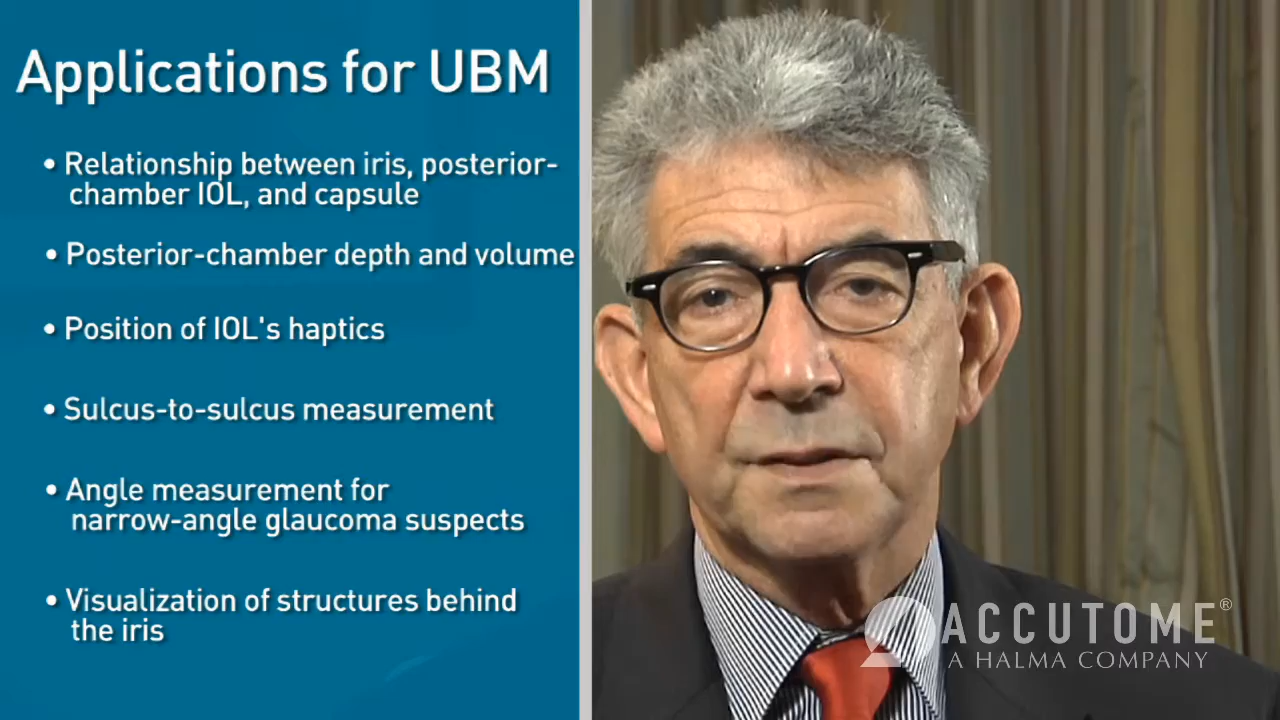 Applications for UBM
• Relationship between iris, posterior-
chamber IOL, and capsule
• Posterior-chamber depth and volume
• Position of IOL's haptics
• Sulcus-to-sulcus measurement
• Angle measurement for
narrow-angle glaucoma suspects
• Visualization of structures behind
the iris
ACCUTOME®
A HALMA COMPANY